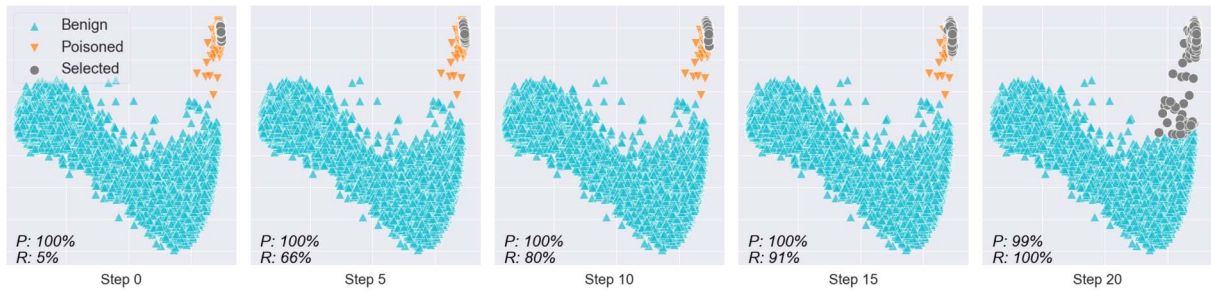 Benign
Poisoned
Selected
P: 100%
R: 5%
Step 0
P: 100%
R: 66%
Step 5
P: 100%
R: 80%
Step 10
P: 100%
R: 91%
Step 15
P: 99%
R: 100%
Step 20